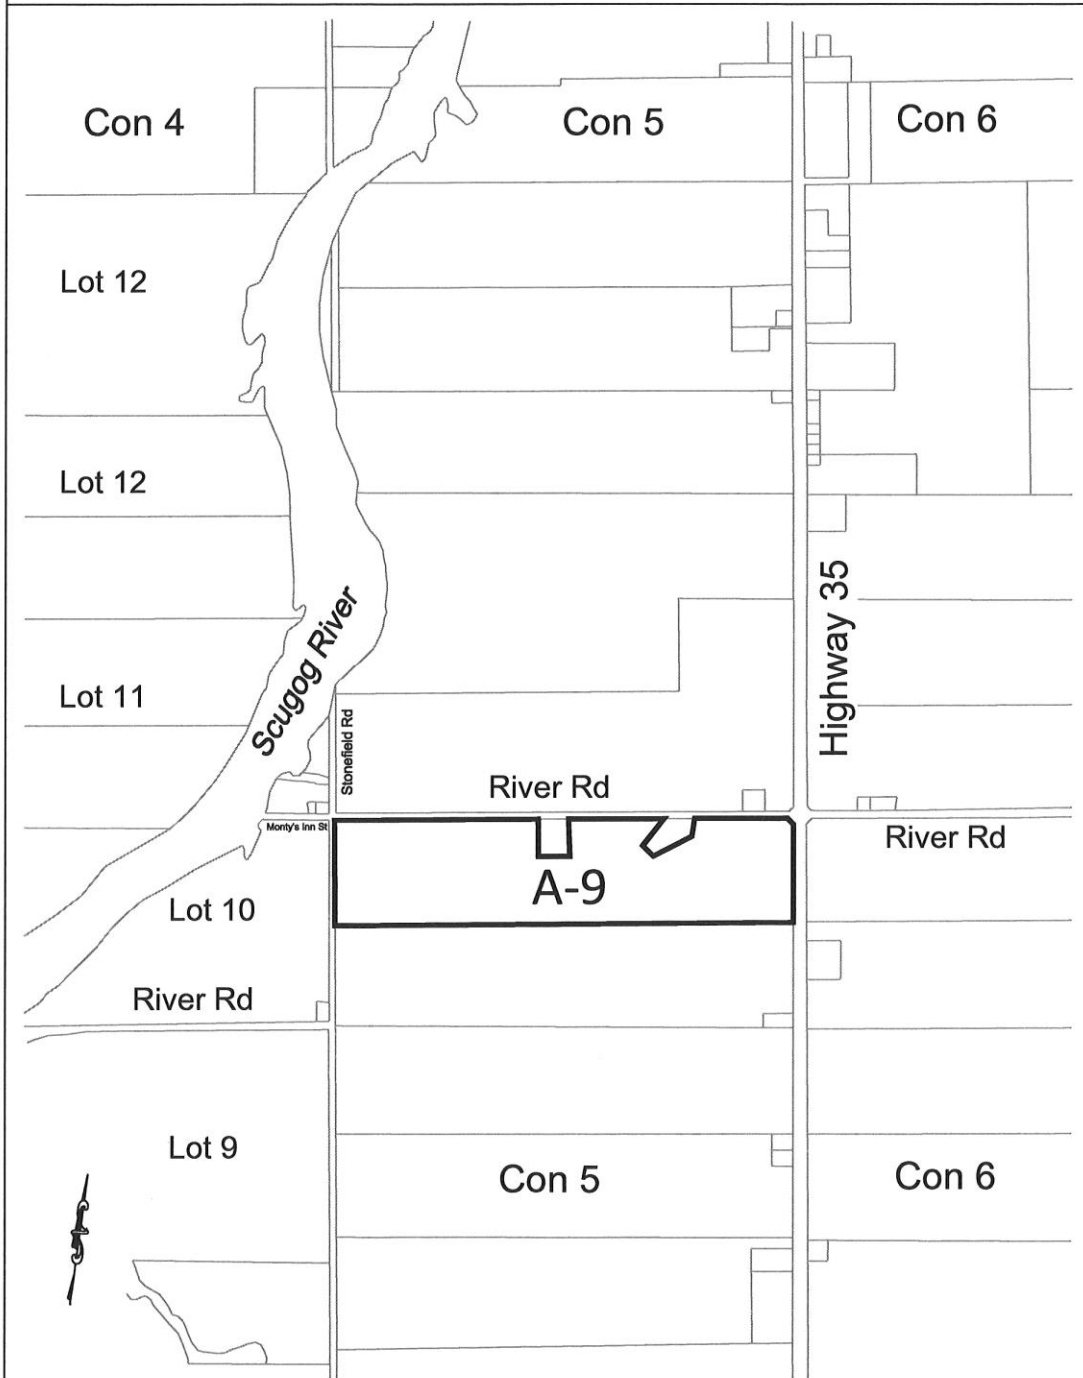 Con 4
Con 5
Con 6
Lot 12
Lot 12
Scugog River
Highway 35
Lot 11
Stonefield Rd
River Rd
Monty's Inn St
River Rd
A-9
Lot 10
River Rd
Lot 9
Con 5
Con 6